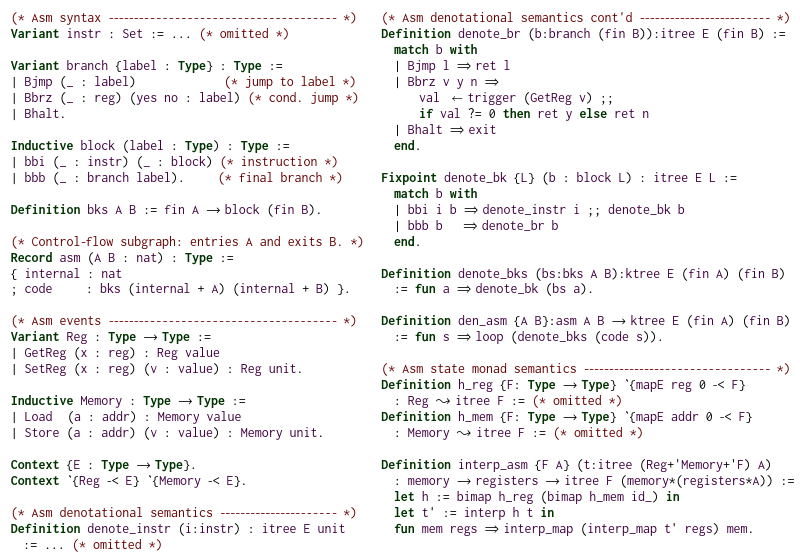 (* Asm syntax ------------------------------------- *)
Variant instr : Set := ... (* omitted *)
Variant branch {label : Type} : Type :=
| Bjmp (_ : label) (* jump to label *)
| Bbrz (_ : reg) (yes no : label) (* cond. jump *)
| Bhalt.
Inductive block (label : Type) : Type :=
| bbi (_ : instr) (_ : block) (* instruction *)
| bbb (_ : branch label). (* final branch *)
Definition bks A B := fin A → block (fin B).
(* Control-flow subgraph: entries A and exits B. *)
Record asm (A B : nat) : Type :=
{ internal : nat
; code : bks (internal + A) (internal + B) }.
(* Asm events ------------------------------------- *)
Variant Reg : Type → Type :=
| GetReg (x : reg) : Reg value
| SetReg (x : reg) (v : value) : Reg unit.
Inductive Memory : Type → Type :=
| Load (a : addr) : Memory value
| Store (a : addr) (v : value) : Memory unit.
Context {E : Type → Type}.
Context `{Reg -< E} `{Memory -< E}.
(* Asm denotational semantics --------------------- *)
Definition denote_instr (i:instr) : itree E unit
:= ... (* omitted *)
(* Asm denotational semantics cont'd ------------------------ *)
Definition denote_br (b:branch (fin B)):itree E (fin B) :=
match b with
| Bjmp l ⇒ ret l
| Bbrz v y n ⇒
val ← trigger (GetReg v) ;;
if val ?= 0 then ret y else ret n
| Bhalt ⇒ exit
end.
Fixpoint denote_bk {L} (b : block L) : itree E L :=
match b with
| bbi i b ⇒ denote_instr i ;; denote_bk b
| bbb b ⇒ denote_br b
end.
Definition denote_bks (bs:bks A B):ktree E (fin A) (fin B)
:= fun a ⇒ denote_bk (bs a).
Definition den_asm {A B}:asm A B → ktree E (fin A) (fin B)
:= fun s ⇒ loop (denote_bks (code s)).
(* Asm state monad semantics --------------------------------- *)
Definition h_reg {F: Type → Type} `{mapE reg 0 -< F}
: Reg ⤳ itree F := (* omitted *)
Definition h_mem {F: Type → Type} `{mapE addr 0 -< F}
: Memory ⤳ itree F := (* omitted *)
Definition interp_asm {F A} (t:itree (Reg+'Memory+'F) A)
: memory → registers → itree F (memory*(registers*A)) :=
let h := bimap h_reg (bimap h_mem id_) in
let t' := interp h t in
fun mem regs ⇒ interp_map (interp_map t' regs) mem.